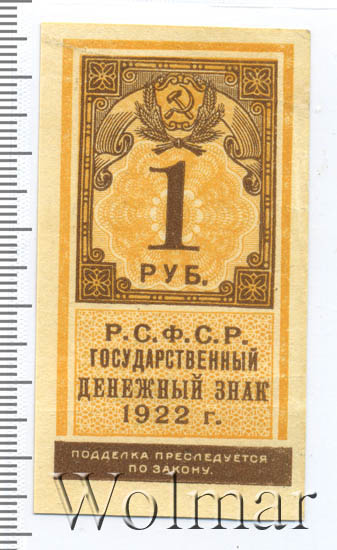 1
РУБ.
Р.С.Ф.С.Р.
ГОСУДАРСТВЕННЫЙ
ДЕНЕЖНЫЙ ЗНАК
1922 г.
ПОДДЕЛКА ПРЕСЛЕДУЕТСЯ
ПО ЗАКОНУ.
Wolmar